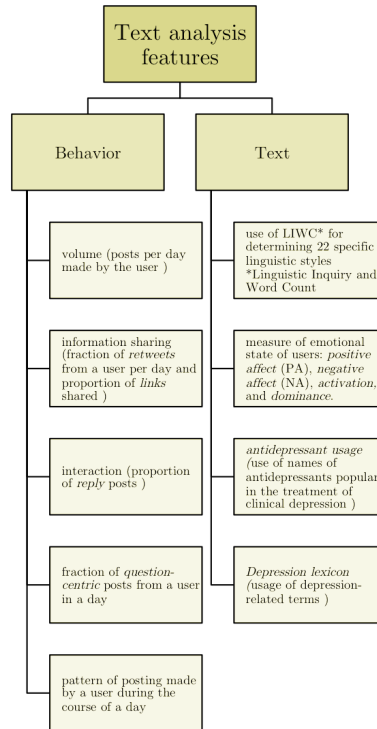 Text analysis
features
Behavior
Text
volume (posts per day
made by the user )
information sharing
(fraction of retweets
from a user per day and
proportion of links
shared )
interaction (proportion
of reply posts )
fraction of question-
centric posts from a user
in a day
pattern of posting made
by a user during the
course of a day
use of LIWC* for
determining 22 specific
linguistic styles
*Linguistic Inquiry and
Word Count
measure of emotional
state of users: positive
affect (PA), negative
affect (NA), activation,
and dominance.
antidepressant usage
(use of names of
antidepressants popular
in the treatment of
clinical depression )
Depression lexicon
(usage of depression-
related terms )